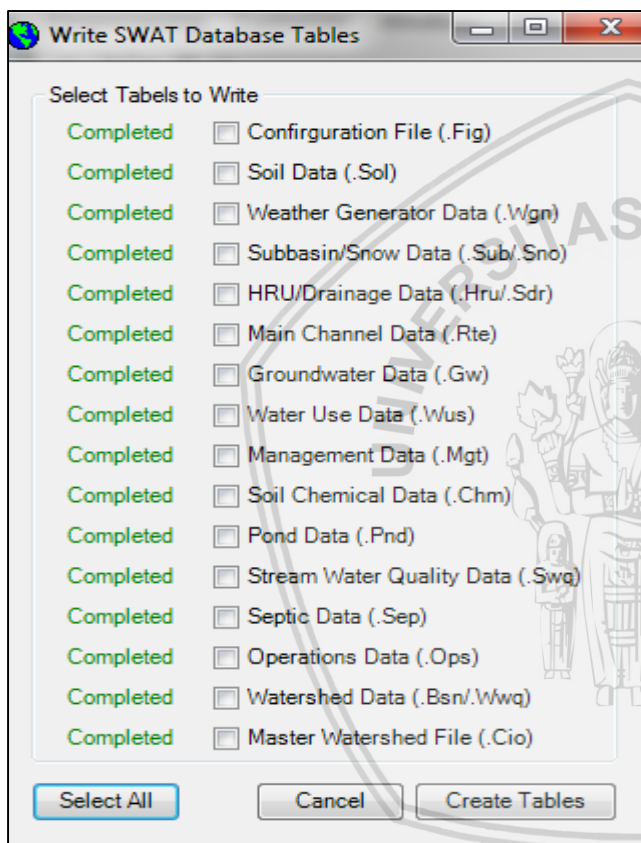 Write SWAT Database Tables
Select Tabels to Write
Completed Confirguration File (.Fig)
Completed Soil Data (.Sol)
Completed Weather Generator Data (.Wgn)
Completed Subbasin/Snow Data (.Sub/.Sno)
Completed HRU/Drainage Data (.Hru/.Sdr)
Completed Main Channel Data (.Rte)
Completed Groundwater Data (.Gw)
Completed Water Use Data (.Wus)
Completed Management Data (.Mgt)
Completed Soil Chemical Data (.Chm)
Completed Pond Data (.Pnd)
Completed Stream Water Quality Data (.Swq)
Completed Septic Data (.Sep)
Completed Operations Data (.Ops)
Completed Watershed Data (.Bsn/.Wwq)
Completed Master Watershed File (.Cio)
Select All Cancel Create Tables
UNIVERSITAS